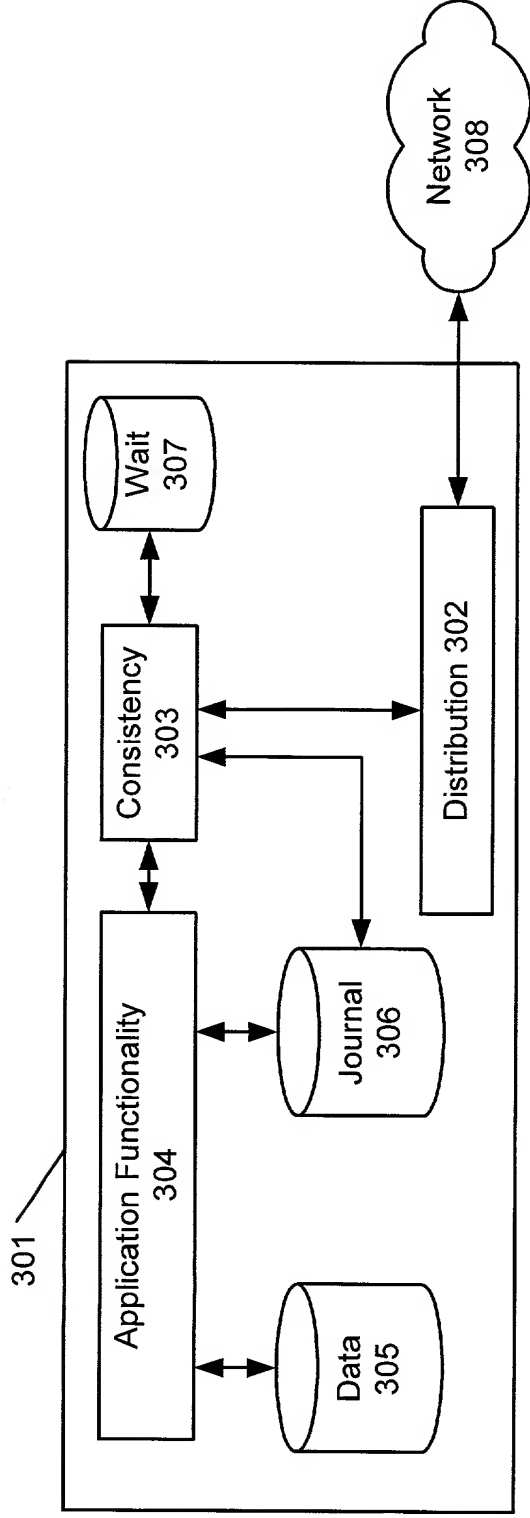 301
Application Functionality
304
Consistency
303
Wait
307
Data
305
Journal
306
Distribution 302
Network
308